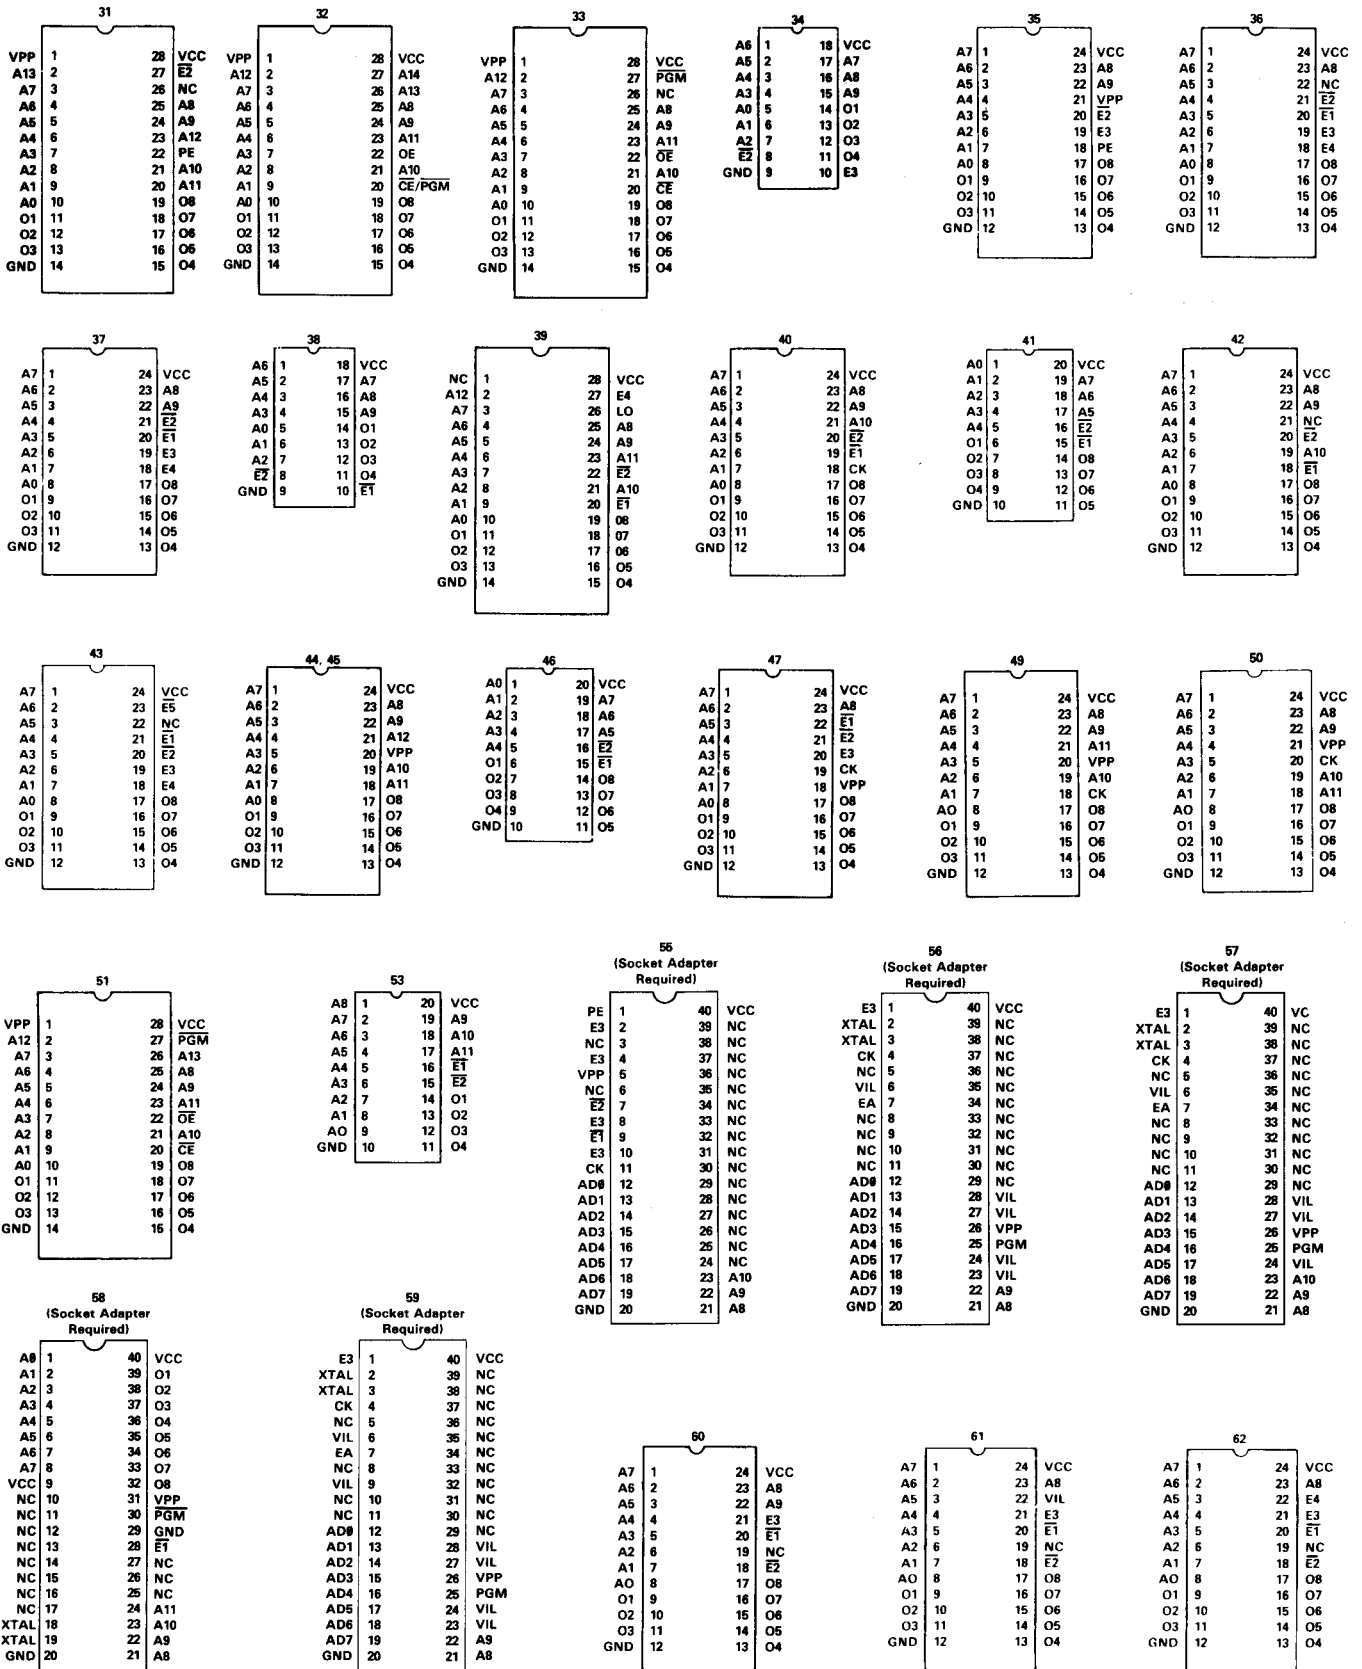 31
VPP 1 28 VCC
A13 2 27 E2
A7 3 26 NC
A6 4 25 A8
A5 5 24 A9
A4 6 23 A12
A3 7 22 PE
A2 8 21 A10
A1 9 20 A11
A0 10 19 O8
O1 11 18 O7
O2 12 17 O6
O3 13 16 O5
GND 14 15 O4
32
VPP 1 28 VCC
A12 2 27 A14
A7 3 26 A13
A6 4 25 A8
A5 5 24 A9
A4 6 23 A11
A3 7 22 OE
A2 8 21 A10
A1 9 20 CE/PGM
A0 10 19 O8
O1 11 18 O7
O2 12 17 O6
O3 13 16 O5
GND 14 15 O4
33
VPP 1 28 VCC
A12 2 27 PGM
A7 3 26 NC
A6 4 25 A8
A5 5 24 A9
A4 6 23 A11
A3 7 22 OE
A2 8 21 A10
A1 9 20 CE
A0 10 19 O8
O1 11 18 O7
O2 12 17 O6
O3 13 16 O5
GND 14 15 O4
34
A6 1 18 VCC
A5 2 17 A7
A4 3 16 A8
A3 4 15 A9
A0 5 14 O1
A1 6 13 O2
A2 7 12 O3
E2 8 11 O4
GND 9 10 E3
35
A7 1 24 VCC
A6 2 23 A8
A5 3 22 A9
A4 4 21 VPP
A3 5 20 E2
A2 6 19 E3
A1 7 18 PE
A0 8 17 O8
O1 9 16 O7
O2 10 15 O6
O3 11 14 O5
GND 12 13 O4
36
A7 1 24 VCC
A6 2 23 A8
A5 3 22 NC
A4 4 21 E2
A3 5 20 E1
A2 6 19 E3
A1 7 18 E4
A0 8 17 O8
O1 9 16 O7
O2 10 15 O6
O3 11 14 O5
GND 12 13 O4
37
A7 1 24 VCC
A6 2 23 A8
A5 3 22 A9
A4 4 21 E2
A3 5 20 E1
A2 6 19 E3
A1 7 18 E4
A0 8 17 O8
O1 9 16 O7
O2 10 15 O6
O3 11 14 O5
GND 12 13 O4
38
A6 1 18 VCC
A5 2 17 A7
A4 3 16 A8
A3 4 15 A9
A0 5 14 O1
A1 6 13 O2
A2 7 12 O3
E2 8 11 O4
GND 9 10 E1
39
NC 1 28 VCC
A12 2 27 E4
A7 3 26 LO
A6 4 25 A8
A5 5 24 A9
A4 6 23 A11
A3 7 22 E2
A2 8 21 A10
A1 9 20 E1
A0 10 19 08
O1 11 18 07
O2 12 17 06
O3 13 16 O5
GND 14 15 O4
40
A7 1 24 VCC
A6 2 23 A8
A5 3 22 A9
A4 4 21 A10
A3 5 20 E2
A2 6 19 E1
A1 7 18 CK
A0 8 17 O8
O1 9 16 O7
O2 10 15 O6
O3 11 14 O5
GND 12 13 O4
41
A0 1 20 VCC
A1 2 19 A7
A2 3 18 A6
A3 4 17 A5
A4 5 16 E2
O1 6 15 E1
O2 7 14 O8
O3 8 13 O7
O4 9 12 O6
GND 10 11 O5
42
A7 1 24 VCC
A6 2 23 A8
A5 3 22 A9
A4 4 21 NC
A3 5 20 E2
A2 6 19 A10
A1 7 18 E1
A0 8 17 O8
O1 9 16 O7
O2 10 15 O6
O3 11 14 O5
GND 12 13 O4
43
A7 1 24 VCC
A6 2 23 E5
A5 3 22 NC
A4 4 21 E1
A3 5 20 E2
A2 6 19 E3
A1 7 18 E4
A0 8 17 O8
O1 9 16 O7
O2 10 15 O6
O3 11 14 O5
GND 12 13 O4
44, 45
A7 1 24 VCC
A6 2 23 A8
A5 3 22 A9
A4 4 21 A12
A3 5 20 VPP
A2 6 19 A10
A1 7 18 A11
A0 8 17 O8
O1 9 16 O7
O2 10 15 O6
O3 11 14 O5
GND 12 13 O4
46
A0 1 20 VCC
A1 2 19 A7
A2 3 18 A6
A3 4 17 A5
A4 5 16 E2
O1 6 15 E1
O2 7 14 O8
O3 8 13 O7
O4 9 12 O6
GND 10 11 O5
47
A7 1 24 VCC
A6 2 23 A8
A5 3 22 E1
A4 4 21 E2
A3 5 20 E3
A2 6 19 CK
A1 7 18 VPP
A0 8 17 O8
O1 9 16 O7
O2 10 15 O6
O3 11 14 O5
GND 12 13 O4
49
A7 1 24 VCC
A6 2 23 A8
A5 3 22 A9
A4 4 21 A11
A3 5 20 VPP
A2 6 19 A10
A1 7 18 CK
AO 8 17 O8
O1 9 16 O7
O2 10 15 O6
O3 11 14 O5
GND 12 13 O4
50
A7 1 24 VCC
A6 2 23 A8
A5 3 22 A9
A4 4 21 VPP
A3 5 20 CK
A2 6 19 A10
A1 7 18 A11
AO 8 17 O8
O1 9 16 O7
O2 10 15 O6
O3 11 14 O5
GND 12 13 O4
51
VPP 1 28 VCC
A12 2 27 PGM
A7 3 26 A13
A6 4 25 A8
A5 5 24 A9
A4 6 23 A11
A3 7 22 OE
A2 8 21 A10
A1 9 20 CE
A0 10 19 O8
O1 11 18 O7
O2 12 17 O6
O3 13 16 O5
GND 14 15 O4
53
A8 1 20 VCC
A7 2 19 A9
A6 3 18 A10
A5 4 17 A11
A4 5 16 E1
A3 6 15 E2
A2 7 14 O1
A1 8 13 O2
AO 9 12 O3
GND 10 11 O4
55
(Socket Adapter
Required)
PE 1 40 VCC
E3 2 39 NC
NC 3 38 NC
E3 4 37 NC
VPP 5 36 NC
NC 6 35 NC
E2 7 34 NC
E3 8 33 NC
E1 9 32 NC
E3 10 31 NC
CK 11 30 NC
AD0 12 29 NC
AD1 13 28 NC
AD2 14 27 NC
AD3 15 26 NC
AD4 16 25 NC
AD5 17 24 NC
AD6 18 23 A10
AD7 19 22 A9
GND 20 21 A8
56
(Socket Adapter
Required)
E3 1 40 VCC
XTAL 2 39 NC
XTAL 3 38 NC
CK 4 37 NC
NC 5 36 NC
VIL 6 35 NC
EA 7 34 NC
NC 8 33 NC
NC 9 32 NC
NC 10 31 NC
NC 11 30 NC
AD0 12 29 NC
AD1 13 28 VIL
AD2 14 27 VIL
AD3 15 26 VPP
AD4 16 25 PGM
AD5 17 24 VIL
AD6 18 23 VIL
AD7 19 22 A9
GND 20 21 A8
57
(Socket Adapter
Required)
E3 1 40 VC
XTAL 2 39 NC
XTAL 3 38 NC
CK 4 37 NC
NC 5 36 NC
VIL 6 35 NC
EA 7 34 NC
NC 8 33 NC
NC 9 32 NC
NC 10 31 NC
NC 11 30 NC
AD0 12 29 NC
AD1 13 28 VIL
AD2 14 27 VIL
AD3 15 26 VPP
AD4 16 25 PGM
AD5 17 24 VIL
AD6 18 23 A10
AD7 19 22 A9
GND 20 21 A8
58
(Socket Adapter
Required)
A0 1 40 VCC
A1 2 39 O1
A2 3 38 O2
A3 4 37 O3
A4 5 36 O4
A5 6 35 O5
A6 7 34 O6
A7 8 33 O7
VCC 9 32 O8
NC 10 31 VPP
NC 11 30 PGM
NC 12 29 GND
NC 13 28 E1
NC 14 27 NC
NC 15 26 NC
NC 16 25 NC
NC 17 24 A11
XTAL 18 23 A10
XTAL 19 22 A9
GND 20 21 A8
59
(Socket Adapter
Required)
E3 1 40 VCC
XTAL 2 39 NC
XTAL 3 38 NC
CK 4 37 NC
NC 5 36 NC
VIL 6 35 NC
EA 7 34 NC
NC 8 33 NC
VIL 9 32 NC
NC 10 31 NC
NC 11 30 NC
AD0 12 29 NC
AD1 13 28 VIL
AD2 14 27 VIL
AD3 15 26 VPP
AD4 16 25 PGM
AD5 17 24 VIL
AD6 18 23 VIL
AD7 19 22 A9
GND 20 21 A8
60
A7 1 24 VCC
A6 2 23 A8
A5 3 22 A9
A4 4 21 E3
A3 5 20 E1
A2 6 19 NC
A1 7 18 E2
AO 8 17 O8
O1 9 16 O7
O2 10 15 O6
O3 11 14 O5
GND 12 13 O4
61
A7 1 24 VCC
A6 2 23 A8
A5 3 22 VIL
A4 4 21 E3
A3 5 20 E1
A2 6 19 NC
A1 7 18 E2
AO 8 17 O8
O1 9 16 O7
O2 10 15 O6
O3 11 14 O5
GND 12 13 O4
62
A7 1 24 VCC
A6 2 23 A8
A5 3 22 E4
A4 4 21 E3
A3 5 20 E1
A2 6 19 NC
A1 7 18 E2
AO 8 17 O8
O1 9 16 O7
O2 10 15 O6
O3 11 14 O5
GND 12 13 O4